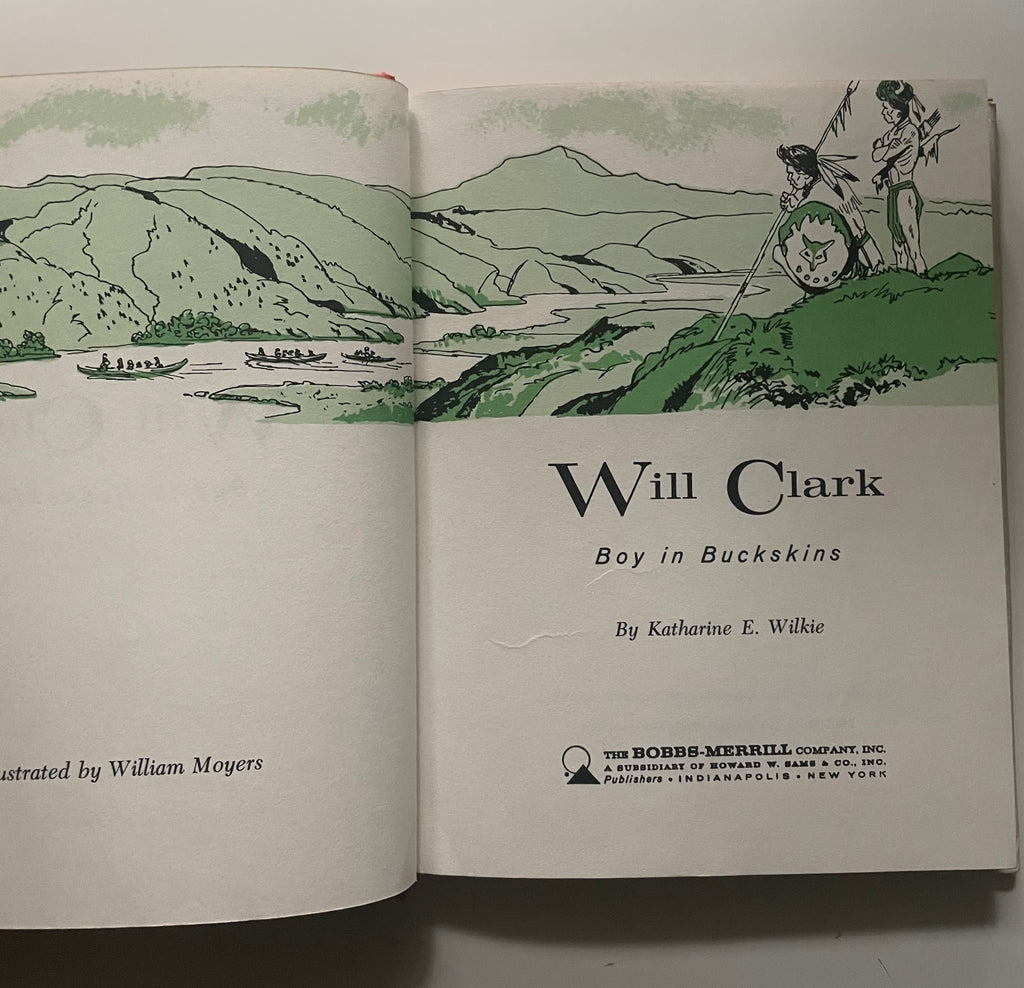 by William Moyers
Will Clark
Boy in Buckskins
By Katharine E. Wilkie
THE BOBBS-MERRILL COMPANY, INC.
A SUBSIDIARY OF HOWARD W. SAMS & CO., INC.
Publishers • INDIANAPOLIS • NEW YORK